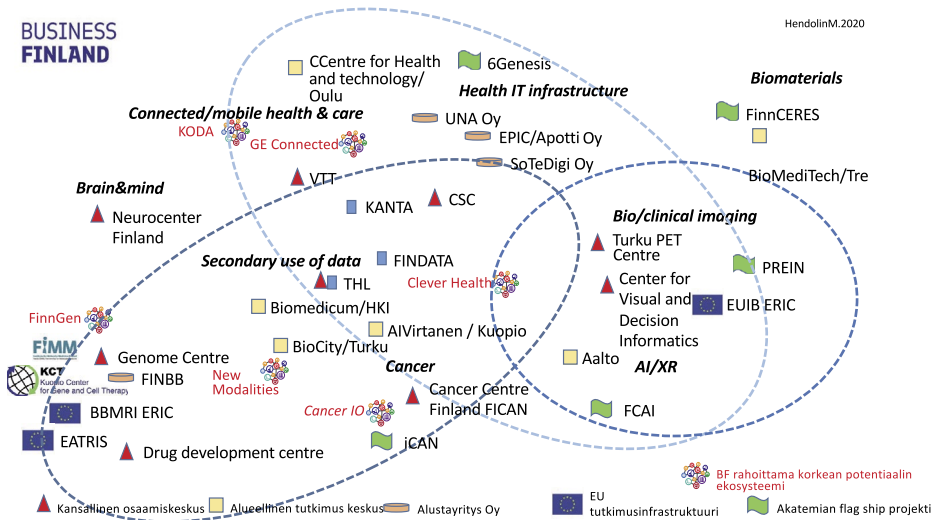 BUSINESS
FINLAND
HendolinM.2020
CCentre for Health
and technology/
Oulu
6Genesis
Health IT infrastructure
Biomaterials
FinnCERES
BioMediTech/Tre
Connected/mobile health & care
KODA
GE Connected
UNA Oy
EPIC/Apotti Oy
SoTeDigi Oy
VTT
CSC
KANTA
Brain&mind
Neurocenter
Finland
Bio/clinical imaging
Turku PET
Centre
PREIN
Center for
Visual and
Decision
Informatics
EUIB ERIC
Secondary use of data
FINDATA
THL
Clever Health
Biomedicum/HKI
AIVirtanen / Kuopio
BioCity/Turku
FinnGen
FiMM
KCT
Kuopio Center
for Gene and Cell Therapy
Genome Centre
FINBB
New
Modalities
Cancer
Aalto
AI/XR
Cancer Centre
Finland FICAN
Cancer IO
FCAI
BBMRI ERIC
EATRIS
iCAN
Drug development centre
BF rahoittama korkean potentiaalin
ekosysteemi
Kansallinen osaamiskeskus
Alueellinen tutkimus keskus
Alustayritys Oy
EU
tutkimusinfrastruktuuri
Akatemian flag ship projekti